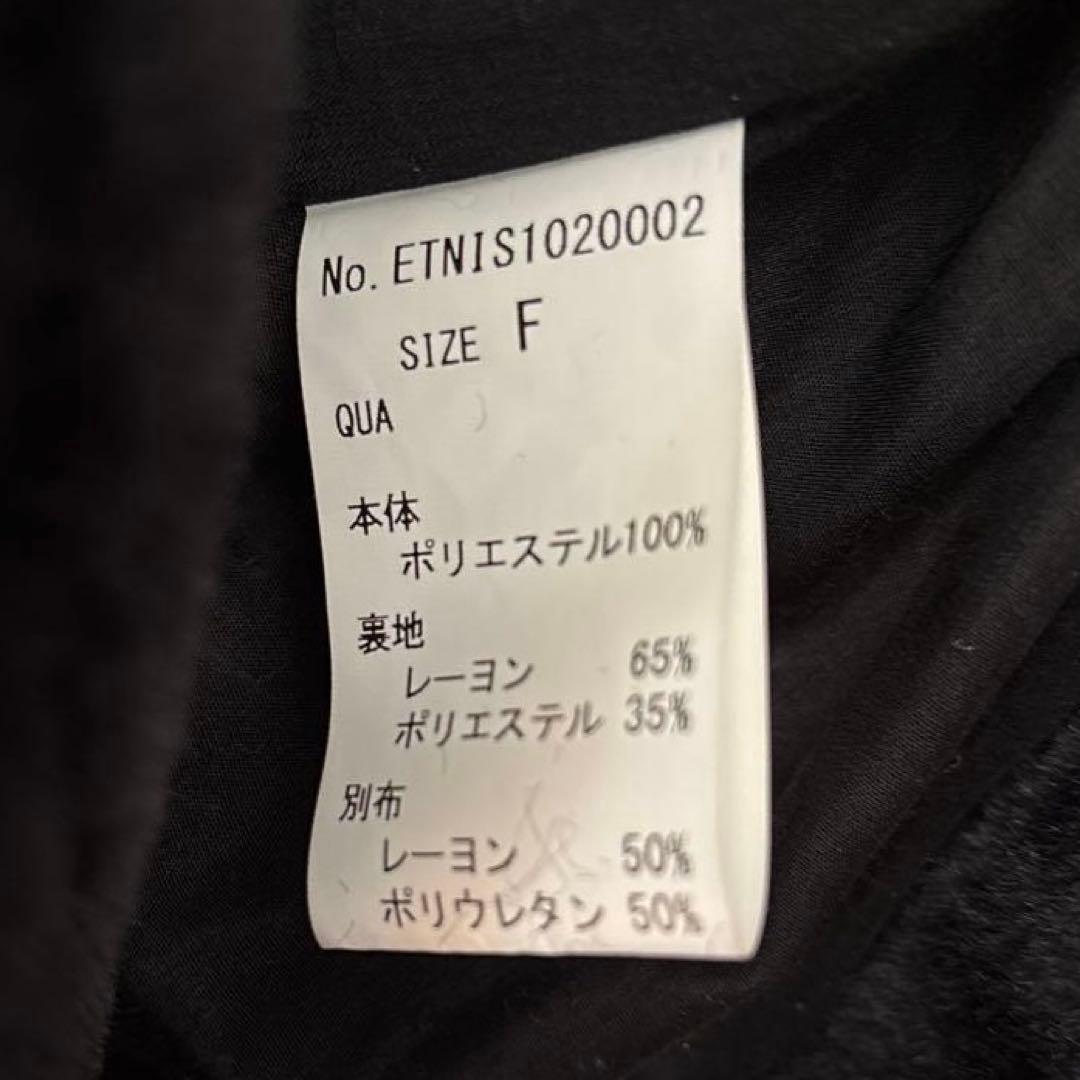 No. ETNIS1020002
SIZE F
QUA
本体
ポリエステル100%
裏地
レーヨン 65%
ポリエステル 35%
別布
レーヨン 50%
ポリウレタン 50%